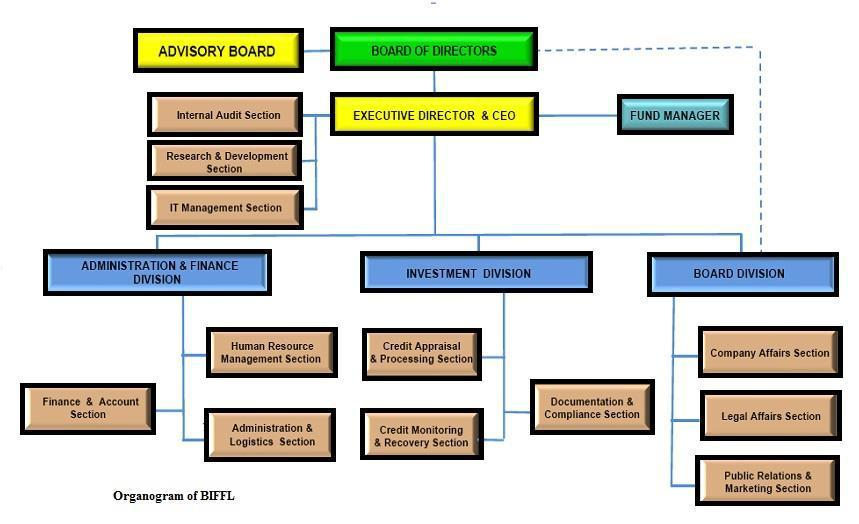 ADVISORY BOARD
BOARD OF DIRECTORS
Internal Audit Section
EXECUTIVE DIRECTOR & CEO
FUND MANAGER
Research & Development
Section
IT Management Section
ADMINISTRATION & FINANCE
DIVISION
INVESTMENT DIVISION
BOARD DIVISION
Human Resource
Management Section
Credit Appraisal
& Processing Section
Company Affairs Section
Finance & Account
Section
Documentation &
Compliance Section
Legal Affairs Section
Administration &
Logistics Section
Credit Monitoring
& Recovery Section
Public Relations &
Marketing Section
Organogram of BIFFL